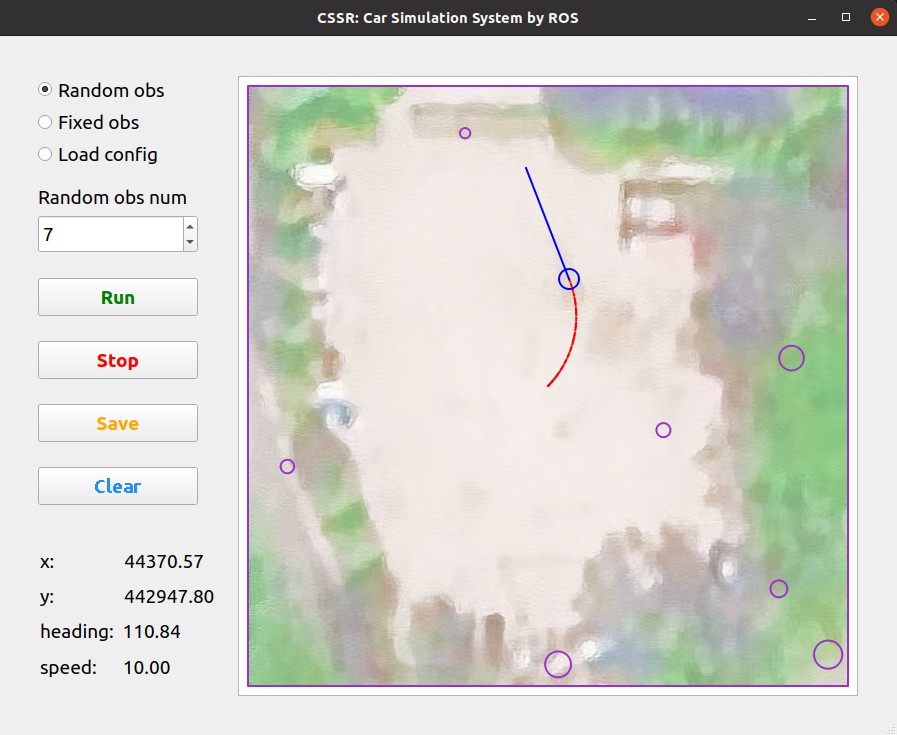 CSSR: Car Simulation System by ROS
Random obs
Fixed obs
Load config
Random obs num
7
Run
Stop
Save
Clear
x: 44370.57
y: 442947.80
heading: 110.84
speed: 10.00